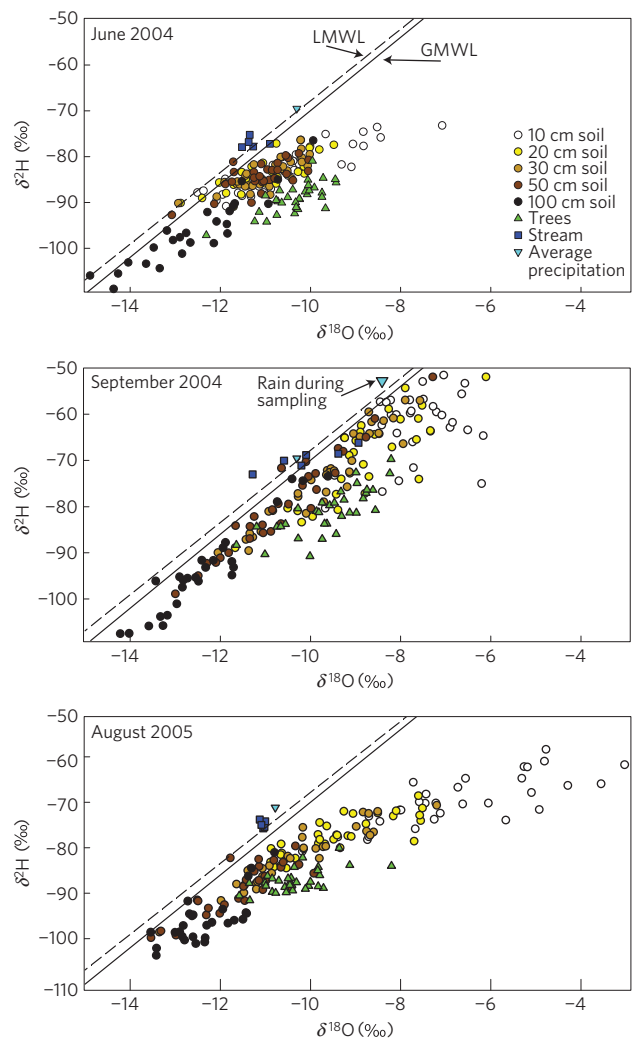 −50
June 2004
LMWL
GMWL
−60
−70
−80
−90
−100
δ²H (‰)
10 cm soil
20 cm soil
30 cm soil
50 cm soil
100 cm soil
Trees
Stream
Average
precipitation
−14
−12
−10
−8
−6
−4
δ¹⁸O (‰)
−50
September 2004
Rain during
sampling
−60
−70
−80
−90
−100
δ²H (‰)
−14
−12
−10
−8
−6
−4
δ¹⁸O (‰)
−50
August 2005
−60
−70
−80
−90
−100
−110
δ²H (‰)
−14
−12
−10
−8
−6
−4
δ¹⁸O (‰)